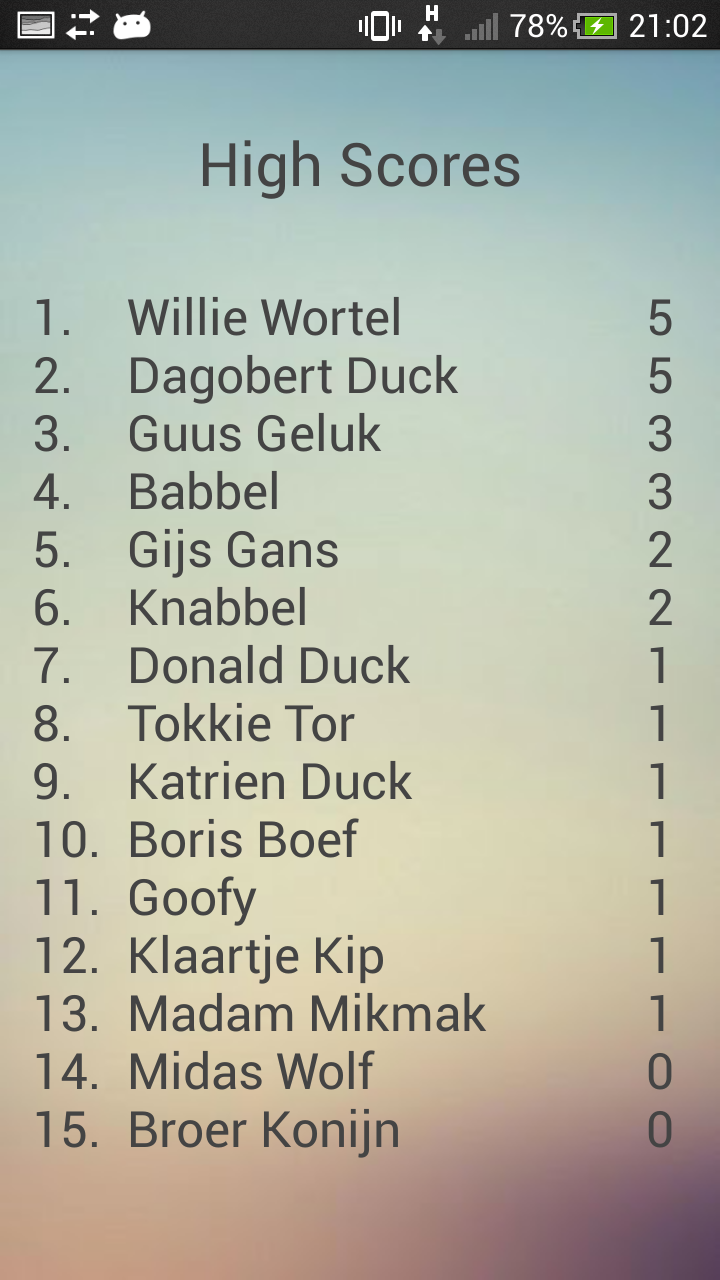 H 78% 21:02
High Scores
1. Willie Wortel 5
2. Dagobert Duck 5
3. Guus Geluk 3
4. Babbel 3
5. Gijs Gans 2
6. Knabbel 2
7. Donald Duck 1
8. Tokkie Tor 1
9. Katrien Duck 1
10. Boris Boef 1
11. Goofy 1
12. Klaartje Kip 1
13. Madam Mikmak 1
14. Midas Wolf 0
15. Broer Konijn 0